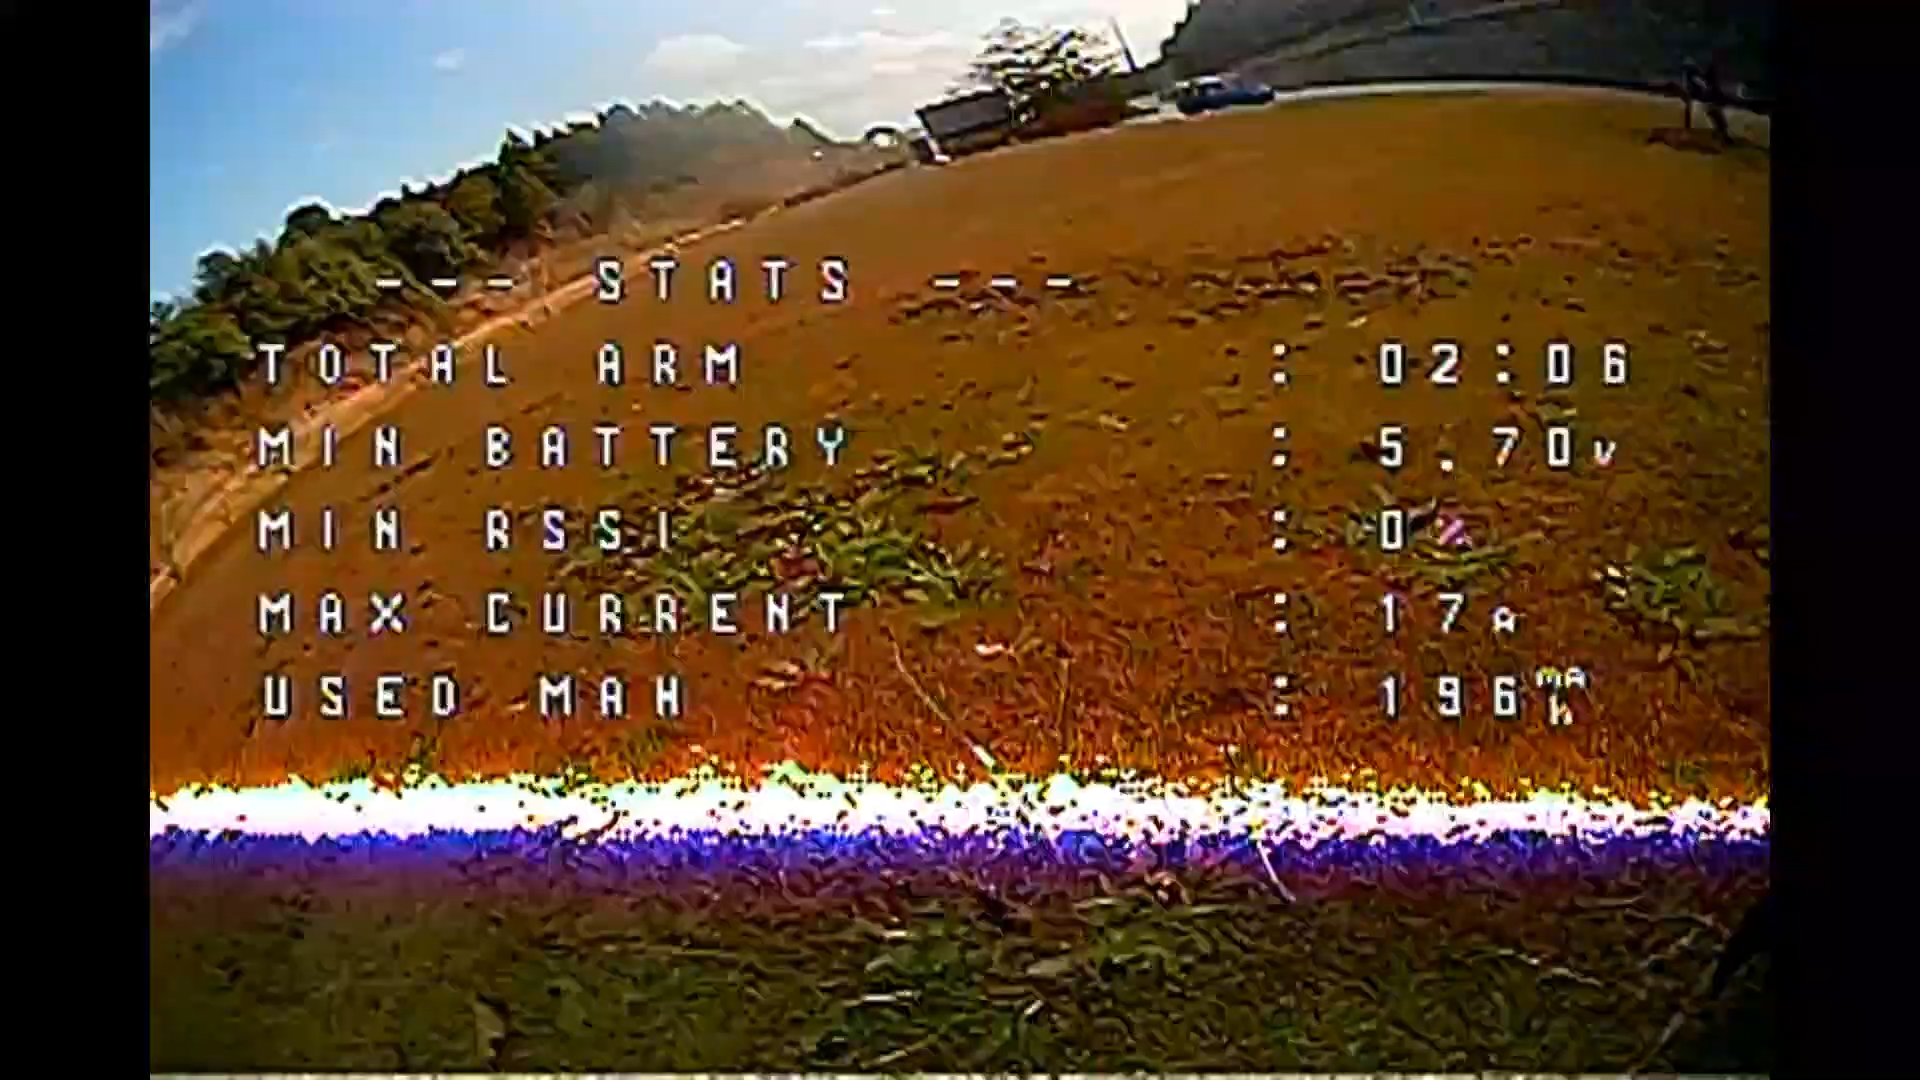 --- STATS ---
TOTAL ARM : 02:06
MIN BATTERY : 5.70V
MIN RSSI : 0%
MAX CURRENT : 17A
USED MAH : 196MAh